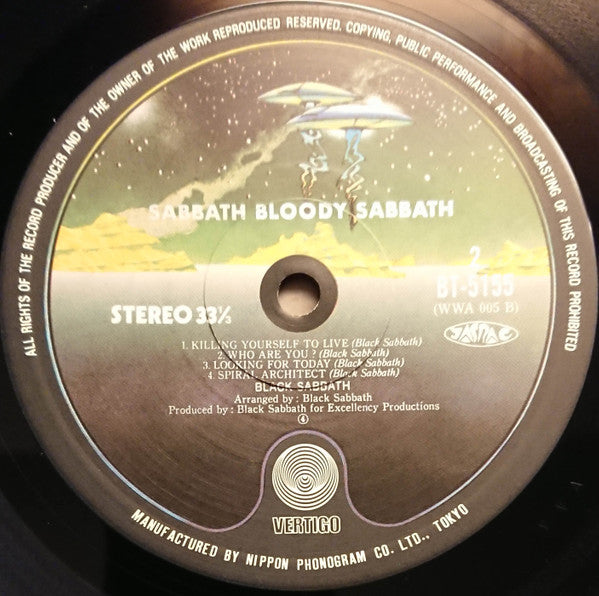 ALL RIGHTS OF THE RECORD PRODUCER AND OF THE OWNER OF THE WORK REPRODUCED RESERVED. COPYING, PUBLIC PERFORMANCE AND BROADCASTING OF THIS RECORD PROHIBITED
SABBATH BLOODY SABBATH
2
BT-5135
(WWA 005 B)
STEREO 33⅓
1. KILLING YOURSELF TO LIVE (Black Sabbath)
2. WHO ARE YOU? (Black Sabbath)
3. LOOKING FOR TODAY (Black Sabbath)
4. SPIRAL ARCHITECT (Black Sabbath)
BLACK SABBATH
Arranged by : Black Sabbath
Produced by : Black Sabbath for Excellency Productions
④
VERTIGO
MANUFACTURED BY NIPPON PHONOGRAM CO. LTD., TOKYO